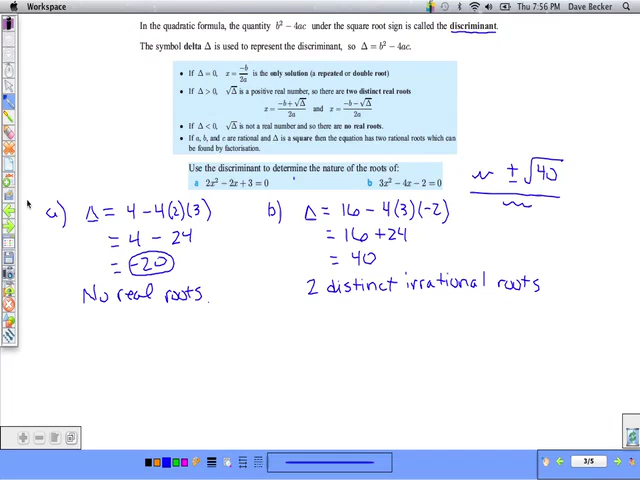 Workspace
Thu 7:56 PM Dave Becker
In the quadratic formula, the quantity b² − 4ac under the square root sign is called the discriminant.
The symbol delta Δ is used to represent the discriminant, so Δ = b² − 4ac.
• If Δ = 0, x = −b/2a is the only solution (a repeated or double root)
• If Δ > 0, √Δ is a positive real number, so there are two distinct real roots
x = (−b + √Δ)/2a and x = (−b − √Δ)/2a
• If Δ < 0, √Δ is not a real number and so there are no real roots.
• If a, b, and c are rational and Δ is a square then the equation has two rational roots which can
be found by factorisation.
Use the discriminant to determine the nature of the roots of:
a 2x² − 2x + 3 = 0 b 3x² − 4x − 2 = 0
± √40
a) Δ = 4 − 4(2)(3)
= 4 − 24
= −20
No real roots.
b) Δ = 16 − 4(3)(−2)
= 16 + 24
= 40
2 distinct irrational roots
3/5